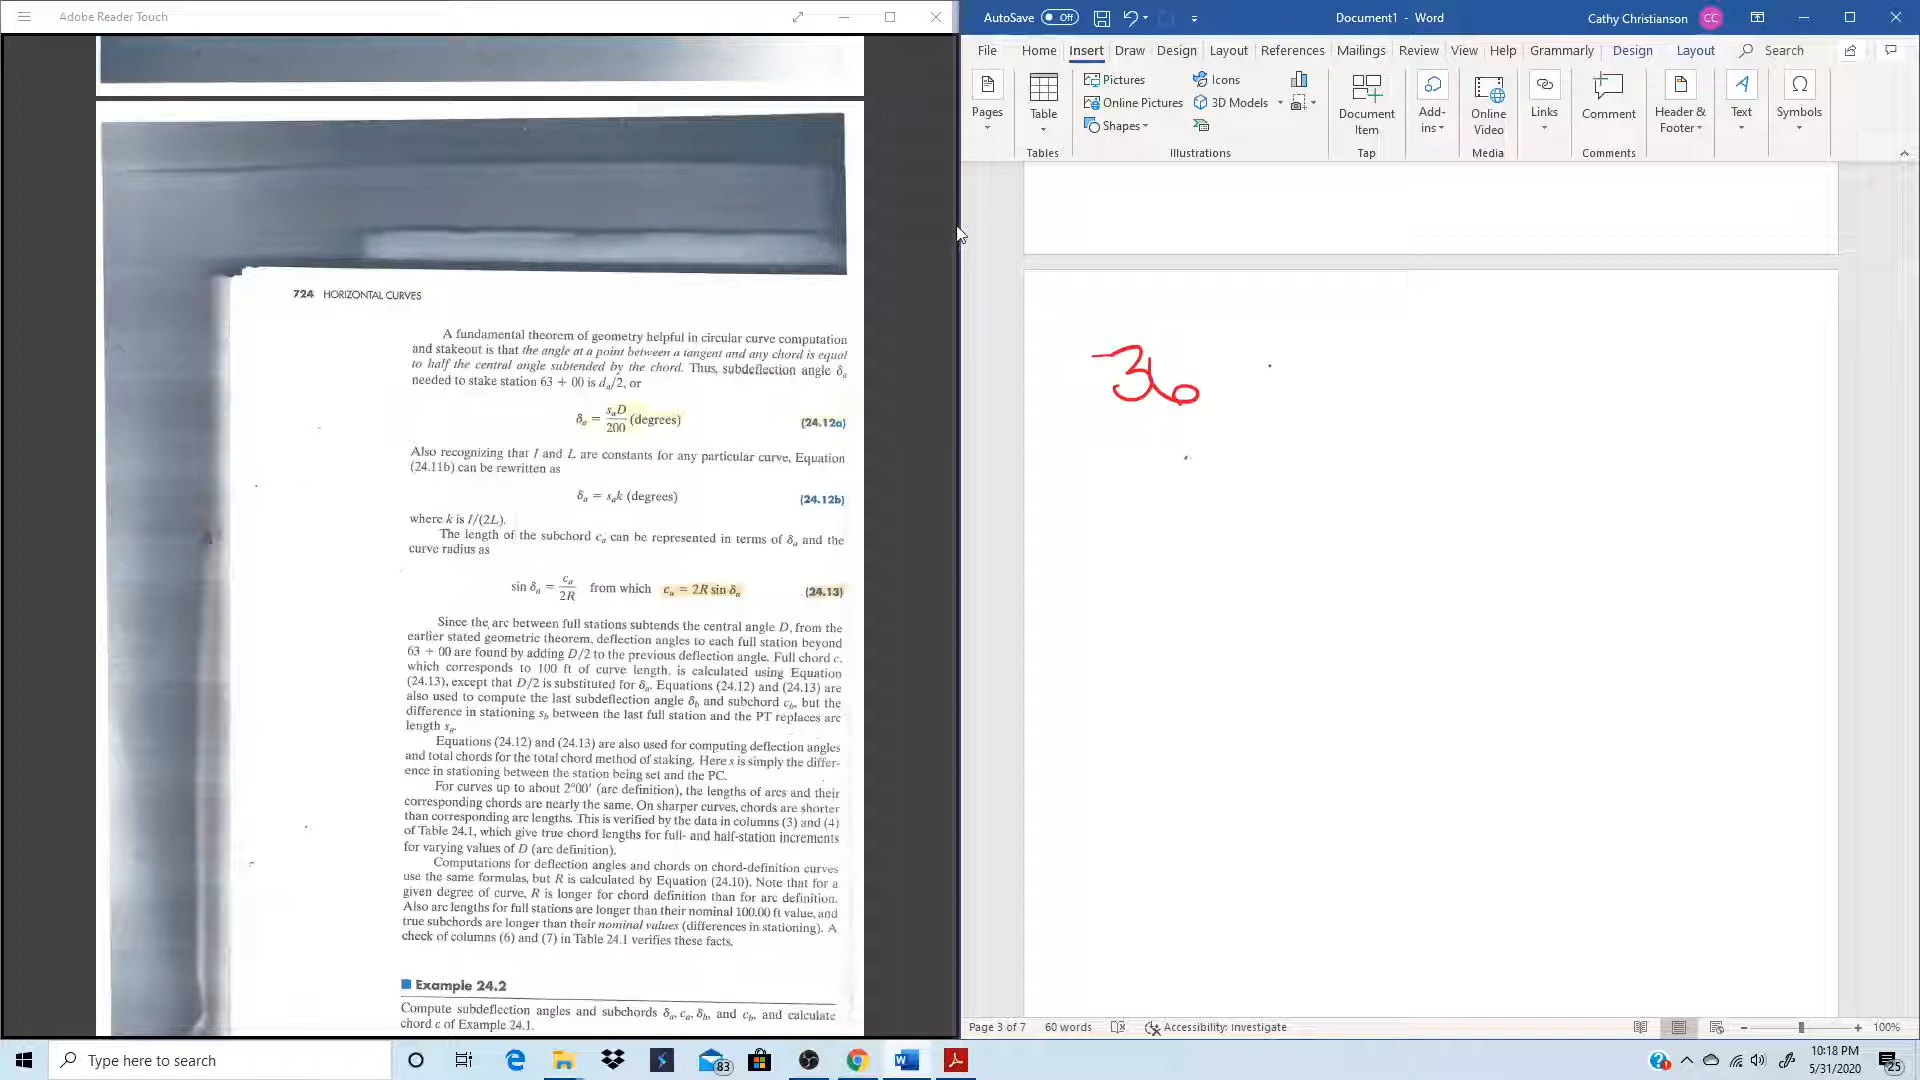 Adobe Reader Touch
724 HORIZONTAL CURVES
A fundamental theorem of geometry helpful in circular curve computation
and stakeout is that the angle at a point between a tangent and any chord is equal
to half the central angle subtended by the chord. Thus, subdeflection angle δₐ
needed to stake station 63 + 00 is dₐ/2, or
δₐ = sₐD/200 (degrees) (24.12a)
Also recognizing that I and L are constants for any particular curve, Equation
(24.11b) can be rewritten as
δₐ = sₐk (degrees) (24.12b)
where k is I/(2L).
The length of the subchord cₐ can be represented in terms of δₐ and the
curve radius as
sin δₐ = cₐ/2R from which cₐ = 2R sin δₐ (24.13)
Since the arc between full stations subtends the central angle D, from the
earlier stated geometric theorem, deflection angles to each full station beyond
63 + 00 are found by adding D/2 to the previous deflection angle. Full chord c,
which corresponds to 100 ft of curve length, is calculated using Equation
(24.13), except that D/2 is substituted for δₐ. Equations (24.12) and (24.13) are
also used to compute the last subdeflection angle δb and subchord cb, but the
difference in stationing sb between the last full station and the PT replaces arc
length sₐ.
Equations (24.12) and (24.13) are also used for computing deflection angles
and total chords for the total chord method of staking. Here s is simply the differ-
ence in stationing between the station being set and the PC.
For curves up to about 2°00′ (arc definition), the lengths of arcs and their
corresponding chords are nearly the same. On sharper curves, chords are shorter
than corresponding arc lengths. This is verified by the data in columns (3) and (4)
of Table 24.1, which give true chord lengths for full- and half-station increments
for varying values of D (arc definition).
Computations for deflection angles and chords on chord-definition curves
use the same formulas, but R is calculated by Equation (24.10). Note that for a
given degree of curve, R is longer for chord definition than for arc definition.
Also arc lengths for full stations are longer than their nominal 100.00 ft value, and
true subchords are longer than their nominal values (differences in stationing). A
check of columns (6) and (7) in Table 24.1 verifies these facts.
Example 24.2
Compute subdeflection angles and subchords δₐ, cₐ, δb, and cb, and calculate
chord c of Example 24.1.
AutoSave Off Document1 - Word Cathy Christianson CC
File Home Insert Draw Design Layout References Mailings Review View Help Grammarly Design Layout Search
Pages
Table
Tables
Pictures
Online Pictures
Shapes
Icons
3D Models
Illustrations
Document
Item
Tap
Add-
ins
Online
Video
Media
Links
Comment
Comments
Header &
Footer
Text
Symbols
36
Page 3 of 7 60 words Accessibility: Investigate 100%
Type here to search
83
10:18 PM
5/31/2020
25